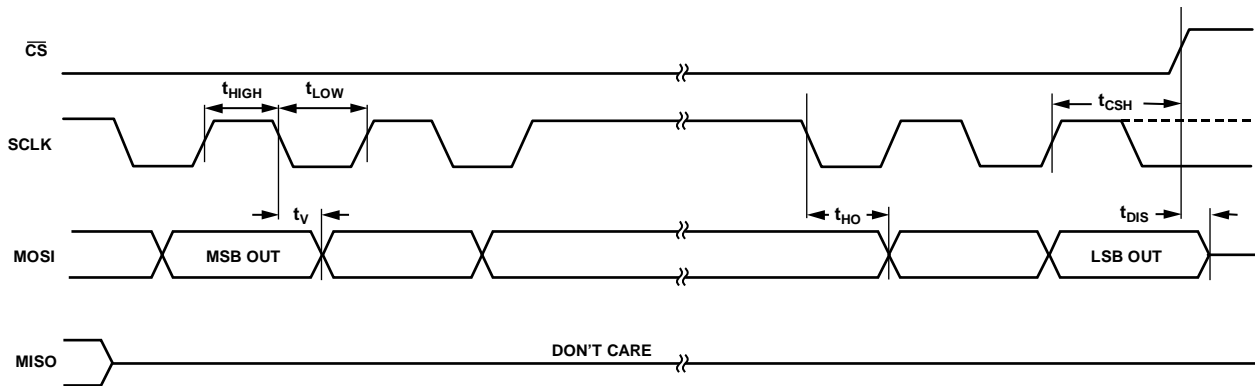 CS
tHIGH
tLOW
tCSH
SCLK
tV
tHO
tDIS
MOSI
MSB OUT
LSB OUT
MISO
DON'T CARE